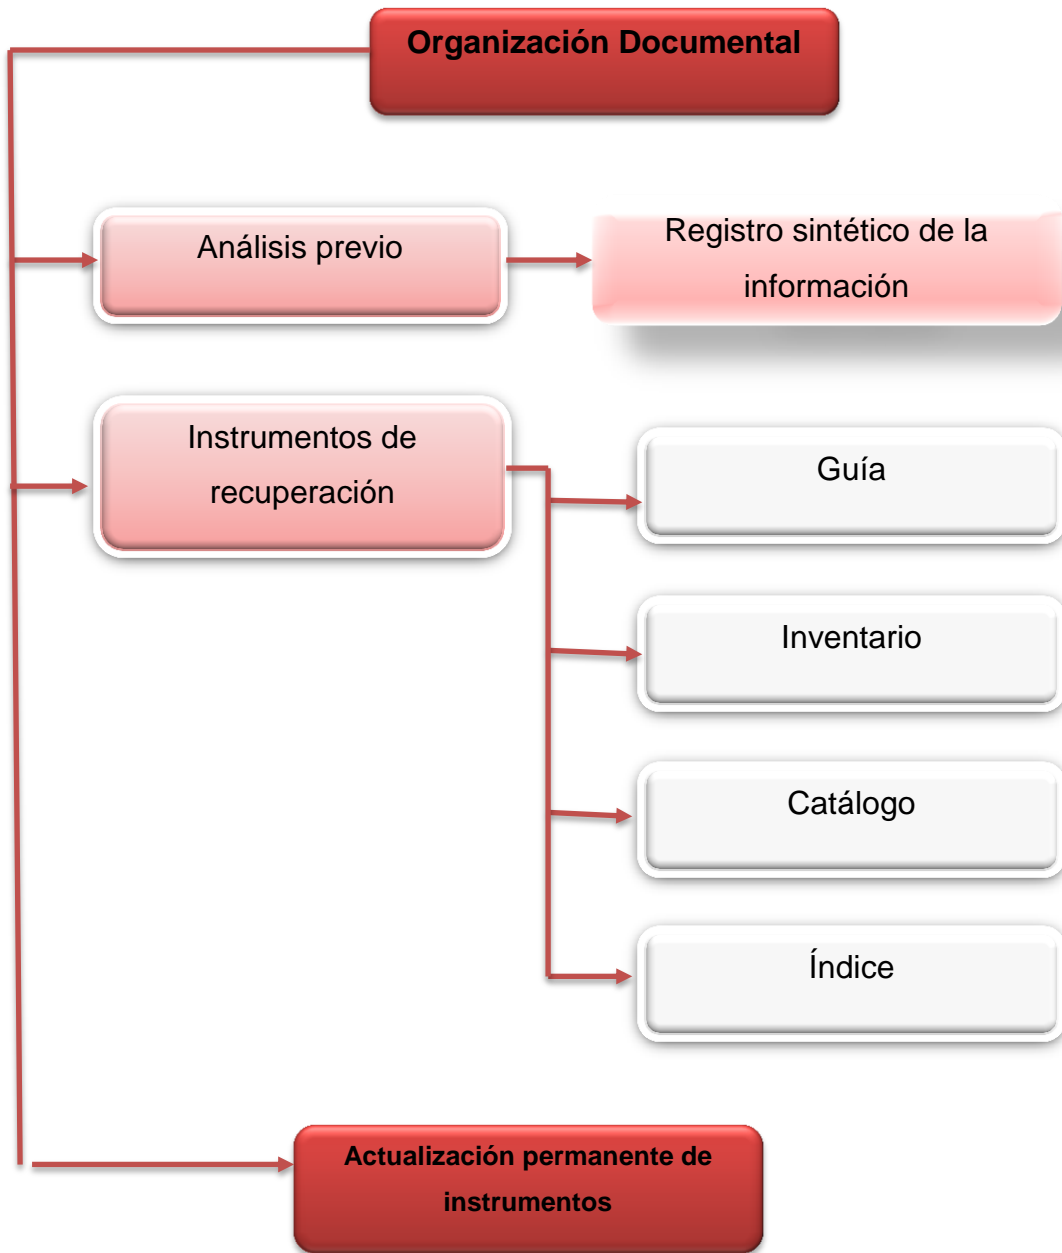 Organización Documental
Análisis previo
Registro sintético de la
información
Instrumentos de
recuperación
Guía
Inventario
Catálogo
Índice
Actualización permanente de
instrumentos